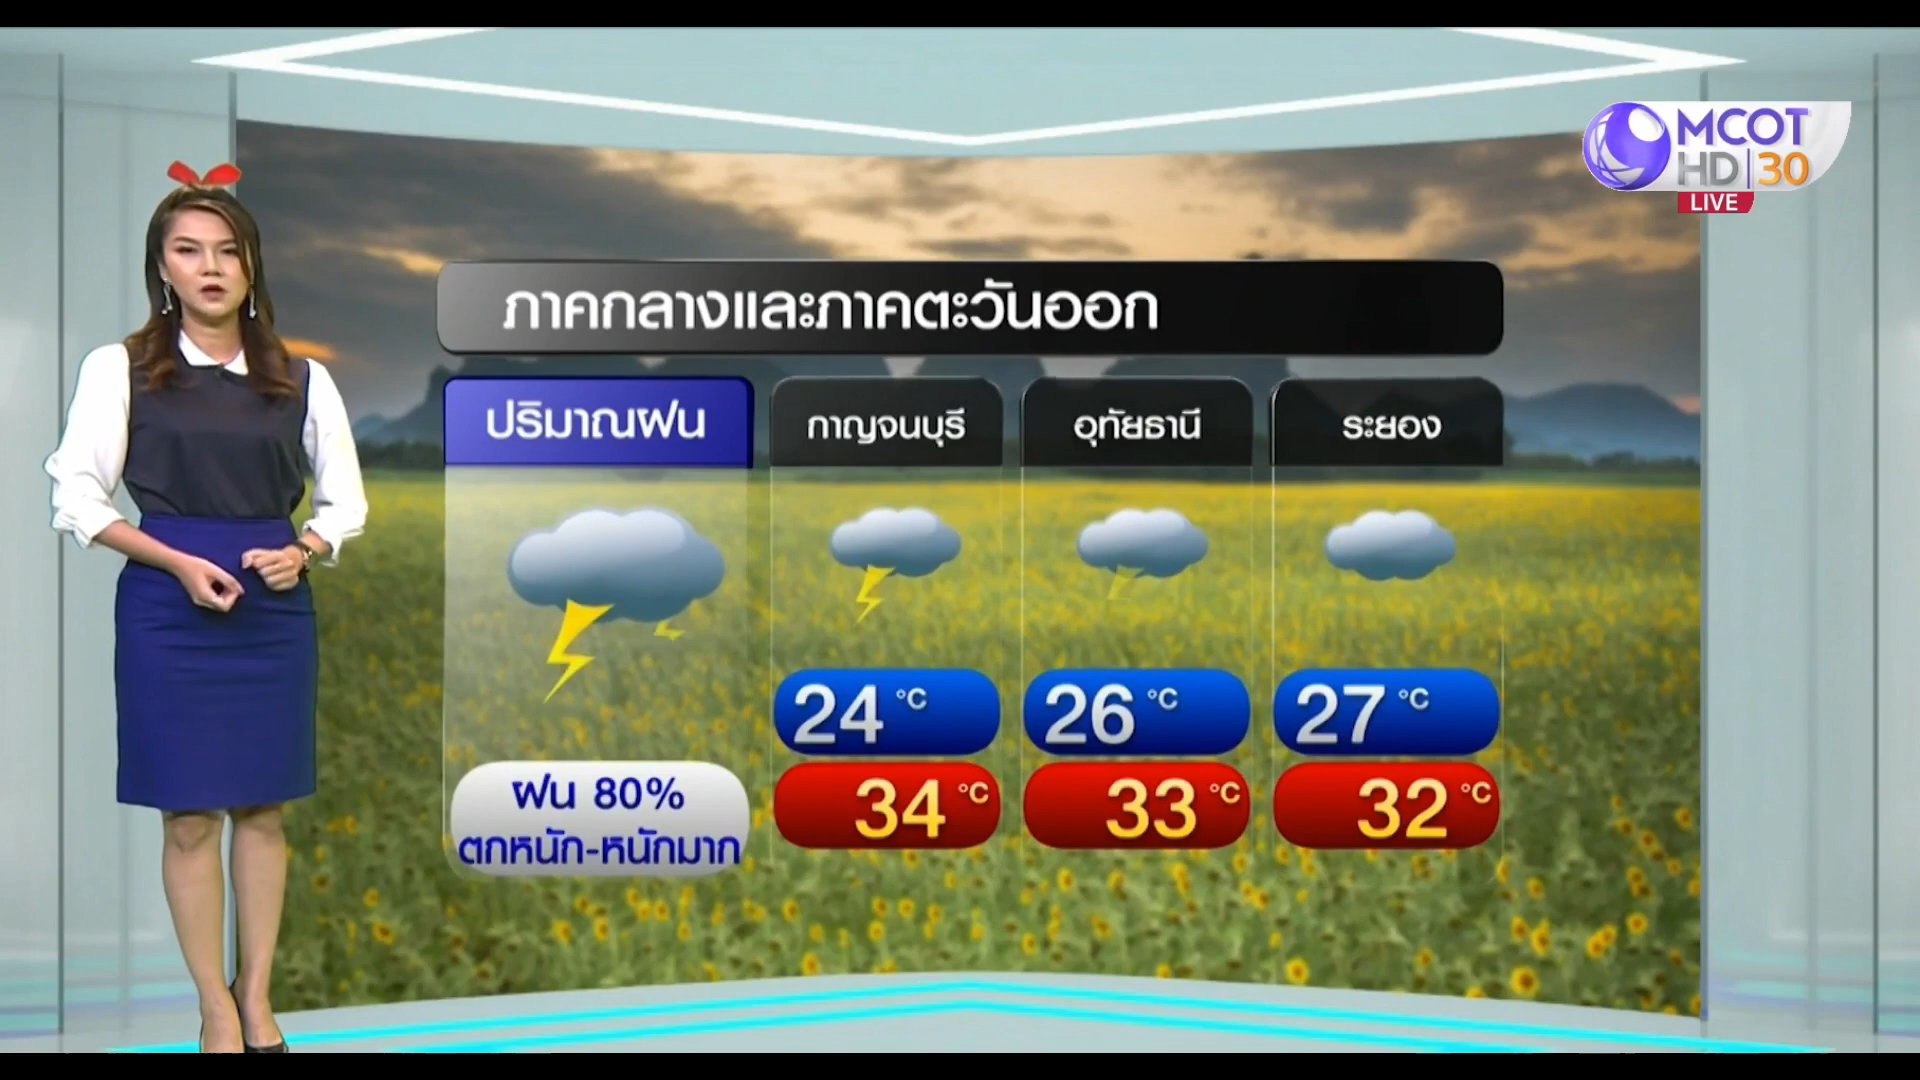 MCOT
HD 30
LIVE
ภาคกลางและภาคตะวันออก
ปริมาณฝน กาญจนบุรี อุทัยธานี ระยอง
24 °C 26 °C 27 °C
ฝน 80% 34 °C 33 °C 32 °C
ตกหนัก-หนักมาก